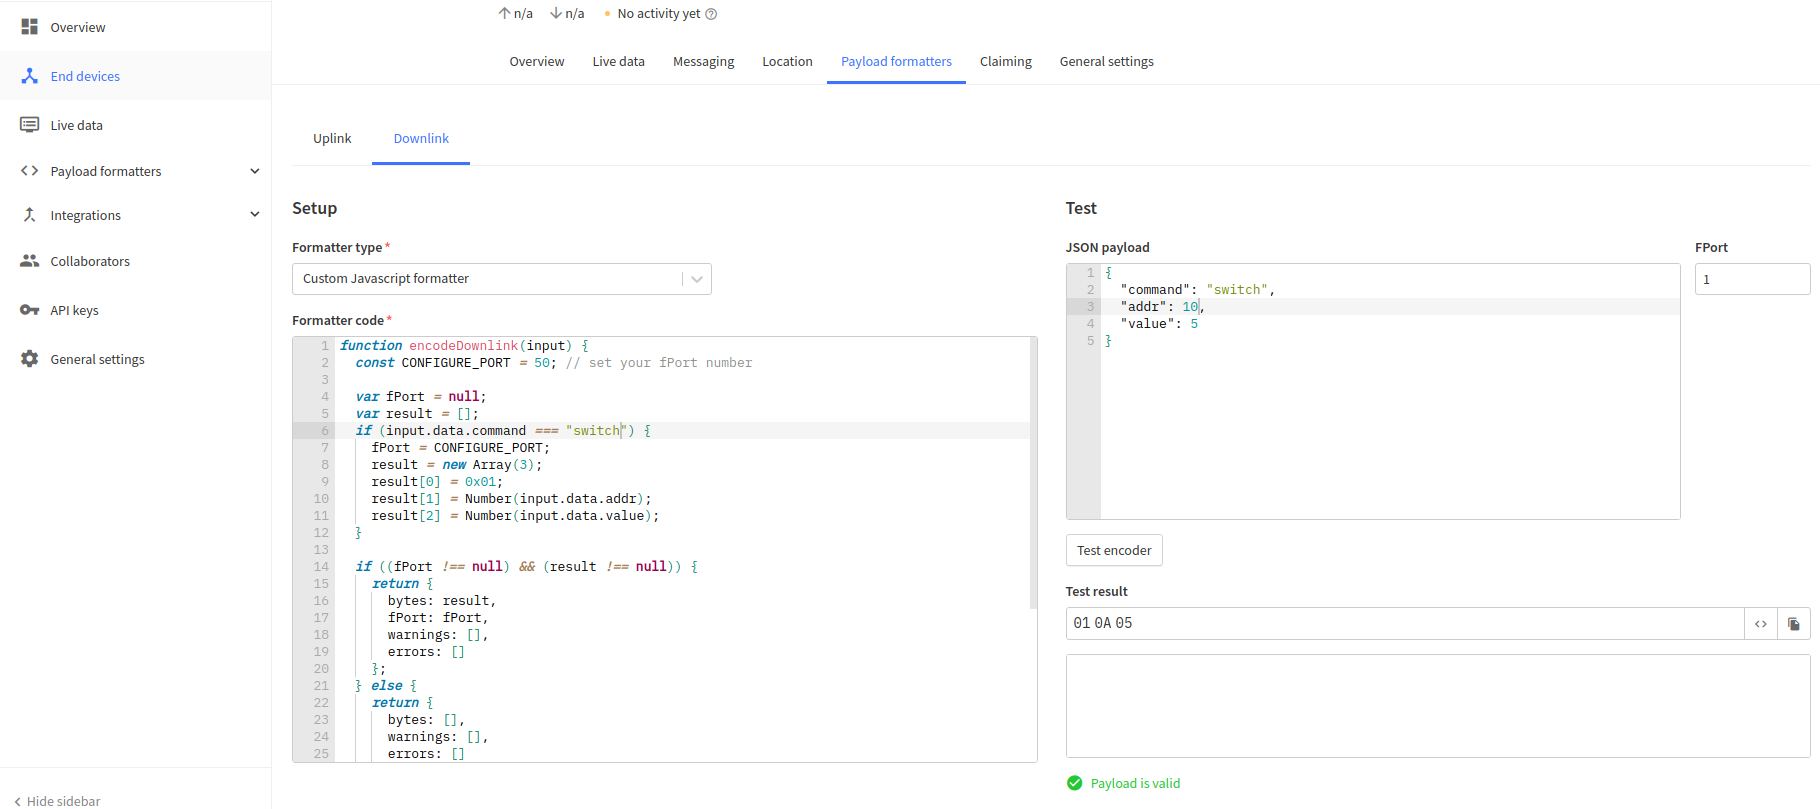 n/a n/a No activity yet
Overview
End devices
Live data
Payload formatters
Integrations
Collaborators
API keys
General settings
Hide sidebar
Overview Live data Messaging Location Payload formatters Claiming General settings
Uplink Downlink
Setup
Formatter type *
Custom Javascript formatter
Formatter code *
1 function encodeDownlink(input) {
2 const CONFIGURE_PORT = 50; // set your fPort number
3
4 var fPort = null;
5 var result = [];
6 if (input.data.command === "switch") {
7 fPort = CONFIGURE_PORT;
8 result = new Array(3);
9 result[0] = 0x01;
10 result[1] = Number(input.data.addr);
11 result[2] = Number(input.data.value);
12 }
13
14 if ((fPort !== null) && (result !== null)) {
15 return {
16 bytes: result,
17 fPort: fPort,
18 warnings: [],
19 errors: []
20 };
21 } else {
22 return {
23 bytes: [],
24 warnings: [],
25 errors: []
Test
JSON payload
1 {
2 "command": "switch",
3 "addr": 10,
4 "value": 5
5 }
FPort
1
Test encoder
Test result
01 0A 05
Payload is valid